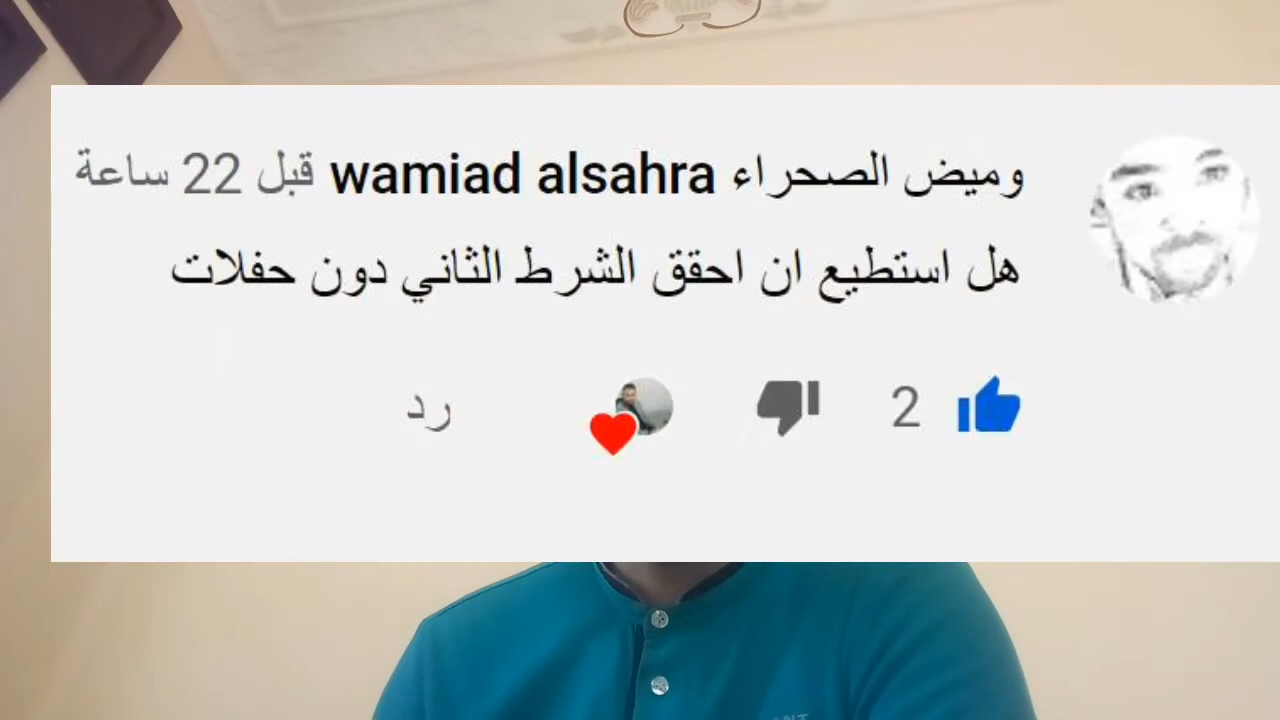 وميض الصحراء wamiad alsahra قبل 22 ساعة
هل استطيع ان احقق الشرط الثاني دون حفلات
2
رد